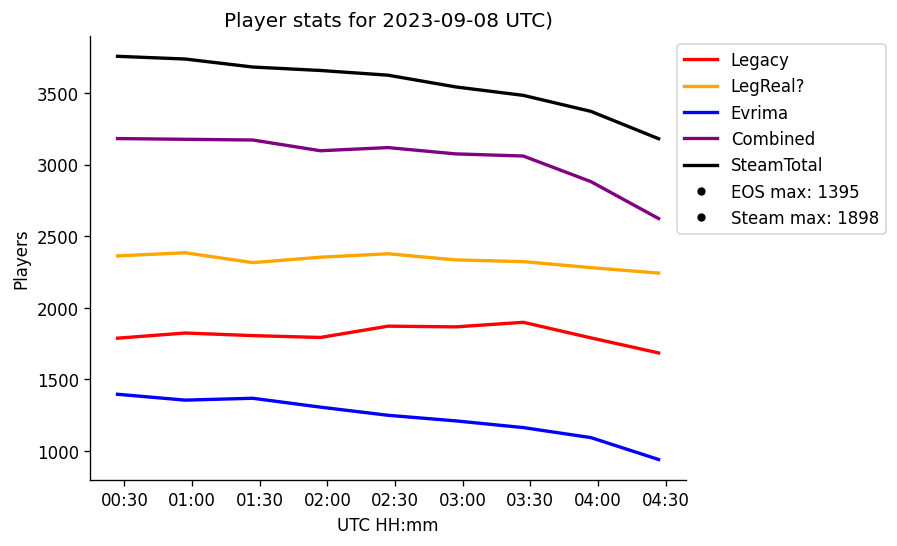 Player stats for 2023-09-08 UTC)
Legacy
LegReal?
Evrima
Combined
SteamTotal
EOS max: 1395
Steam max: 1898
Players
3500
3000
2500
2000
1500
1000
00:30 01:00 01:30 02:00 02:30 03:00 03:30 04:00 04:30
UTC HH:mm